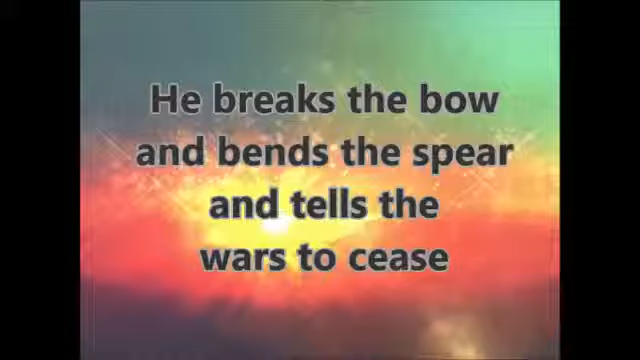 He breaks the bow
and bends the spear
and tells the
wars to cease